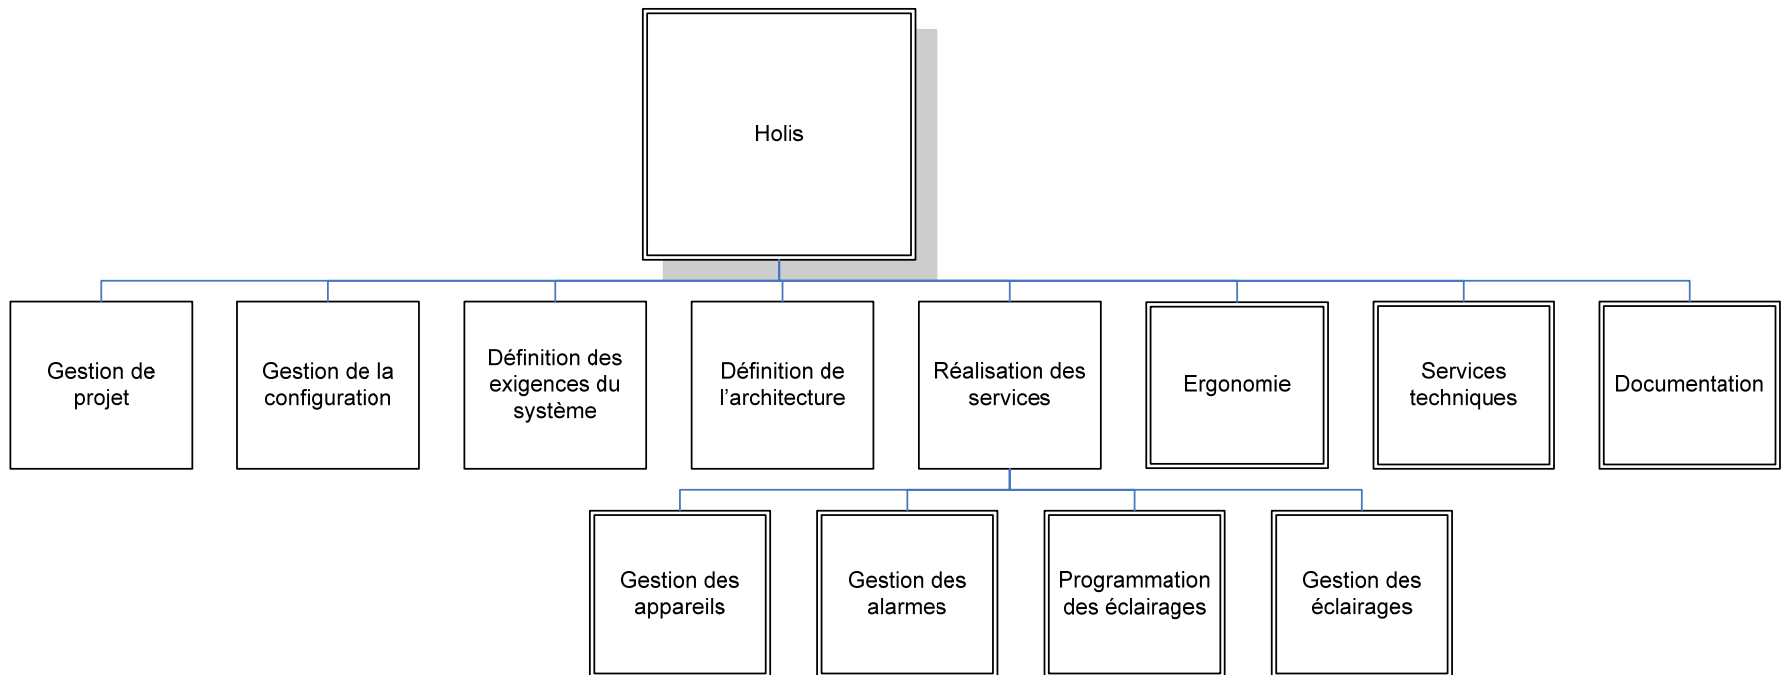 Holis
Gestion de
projet
Gestion de la
configuration
Définition des
exigences du
système
Définition de
l’architecture
Réalisation des
services
Ergonomie
Services
techniques
Documentation
Gestion des
appareils
Gestion des
alarmes
Programmation
des éclairages
Gestion des
éclairages